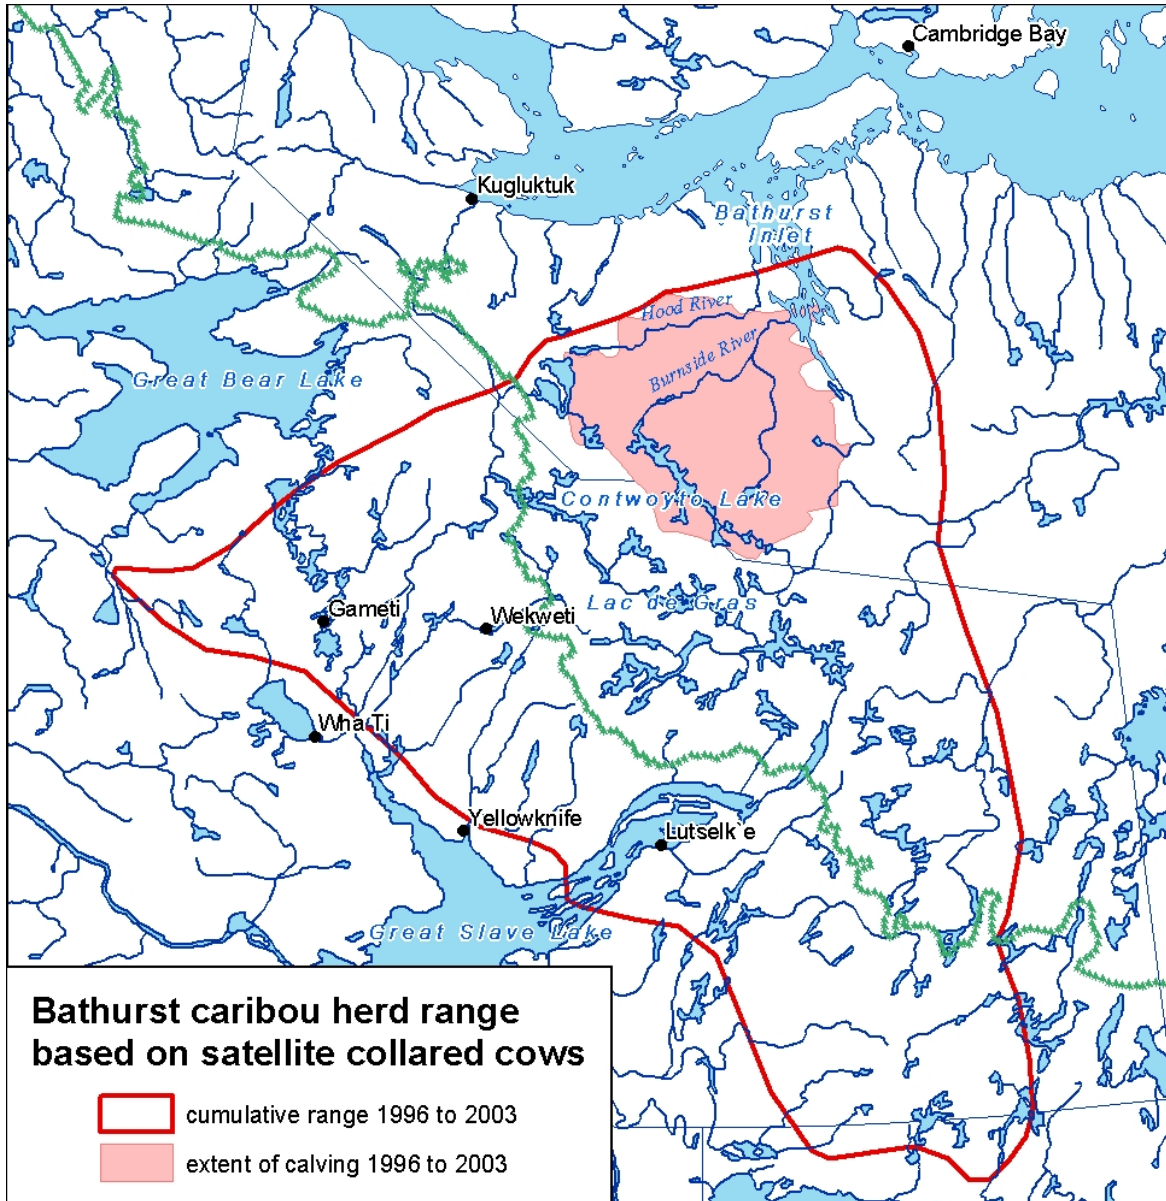 Cambridge Bay
Kugluktuk
Bathurst
Inlet
Hood River
Burnside River
Great Bear Lake
Contwoyto Lake
Lac de Gras
Gameti
Wekweti
Wha Ti
Yellowknife
Lutselk`e
Great Slave Lake
Bathurst caribou herd range
based on satellite collared cows
cumulative range 1996 to 2003
extent of calving 1996 to 2003